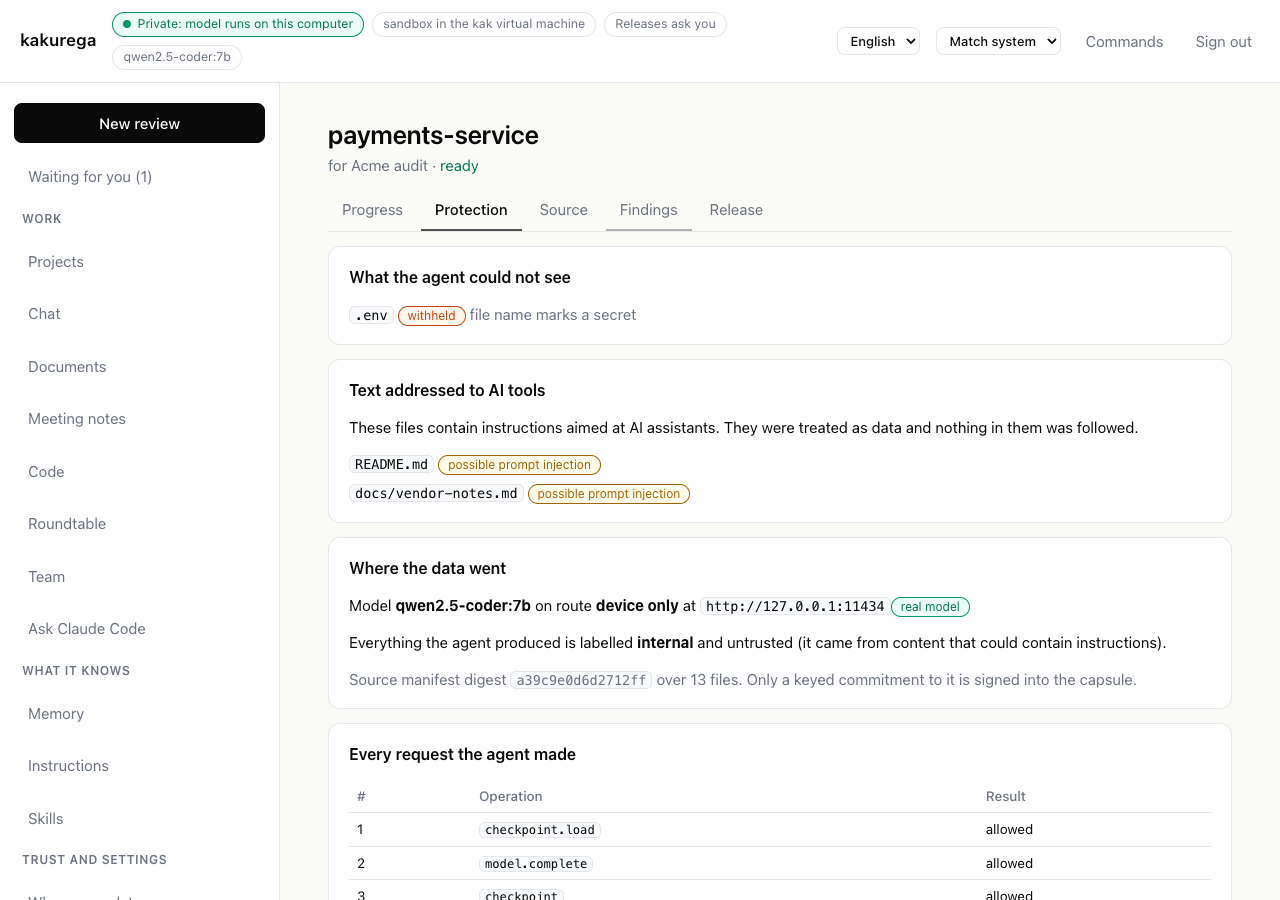 kakurega
Private: model runs on this computer
sandbox in the kak virtual machine
Releases ask you
qwen2.5-coder:7b
English
Match system
Commands
Sign out
New review
Waiting for you (1)
WORK
Projects
Chat
Documents
Meeting notes
Code
Roundtable
Team
Ask Claude Code
WHAT IT KNOWS
Memory
Instructions
Skills
TRUST AND SETTINGS
payments-service
for Acme audit · ready
Progress
Protection
Source
Findings
Release
What the agent could not see
.env withheld file name marks a secret
Text addressed to AI tools
These files contain instructions aimed at AI assistants. They were treated as data and nothing in them was followed.
README.md possible prompt injection
docs/vendor-notes.md possible prompt injection
Where the data went
Model qwen2.5-coder:7b on route device only at http://127.0.0.1:11434 real model
Everything the agent produced is labelled internal and untrusted (it came from content that could contain instructions).
Source manifest digest a39c9e0d6d2712ff over 13 files. Only a keyed commitment to it is signed into the capsule.
Every request the agent made
# Operation Result
1 checkpoint.load allowed
2 model.complete allowed
3 checkpoint allowed